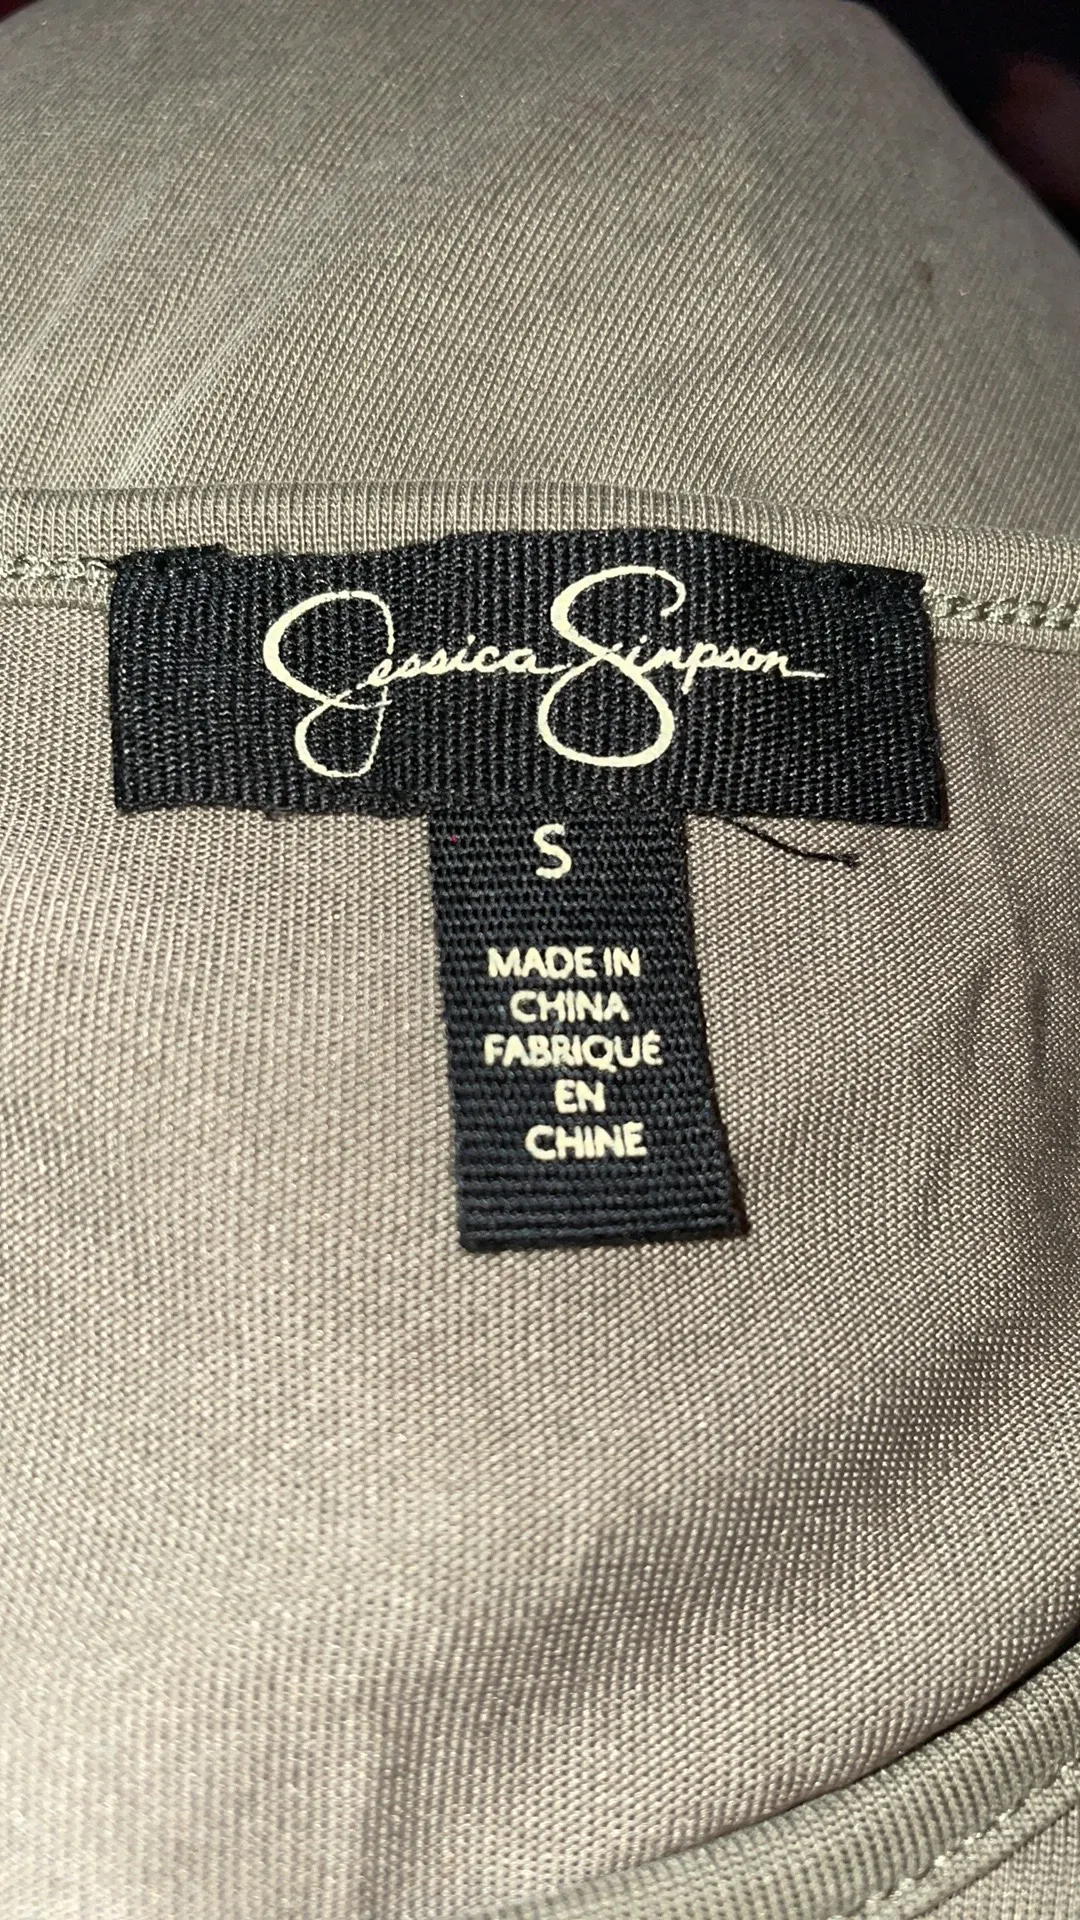 Jessica Simpson
S
MADE IN
CHINA
FABRIQUÉ
EN
CHINE